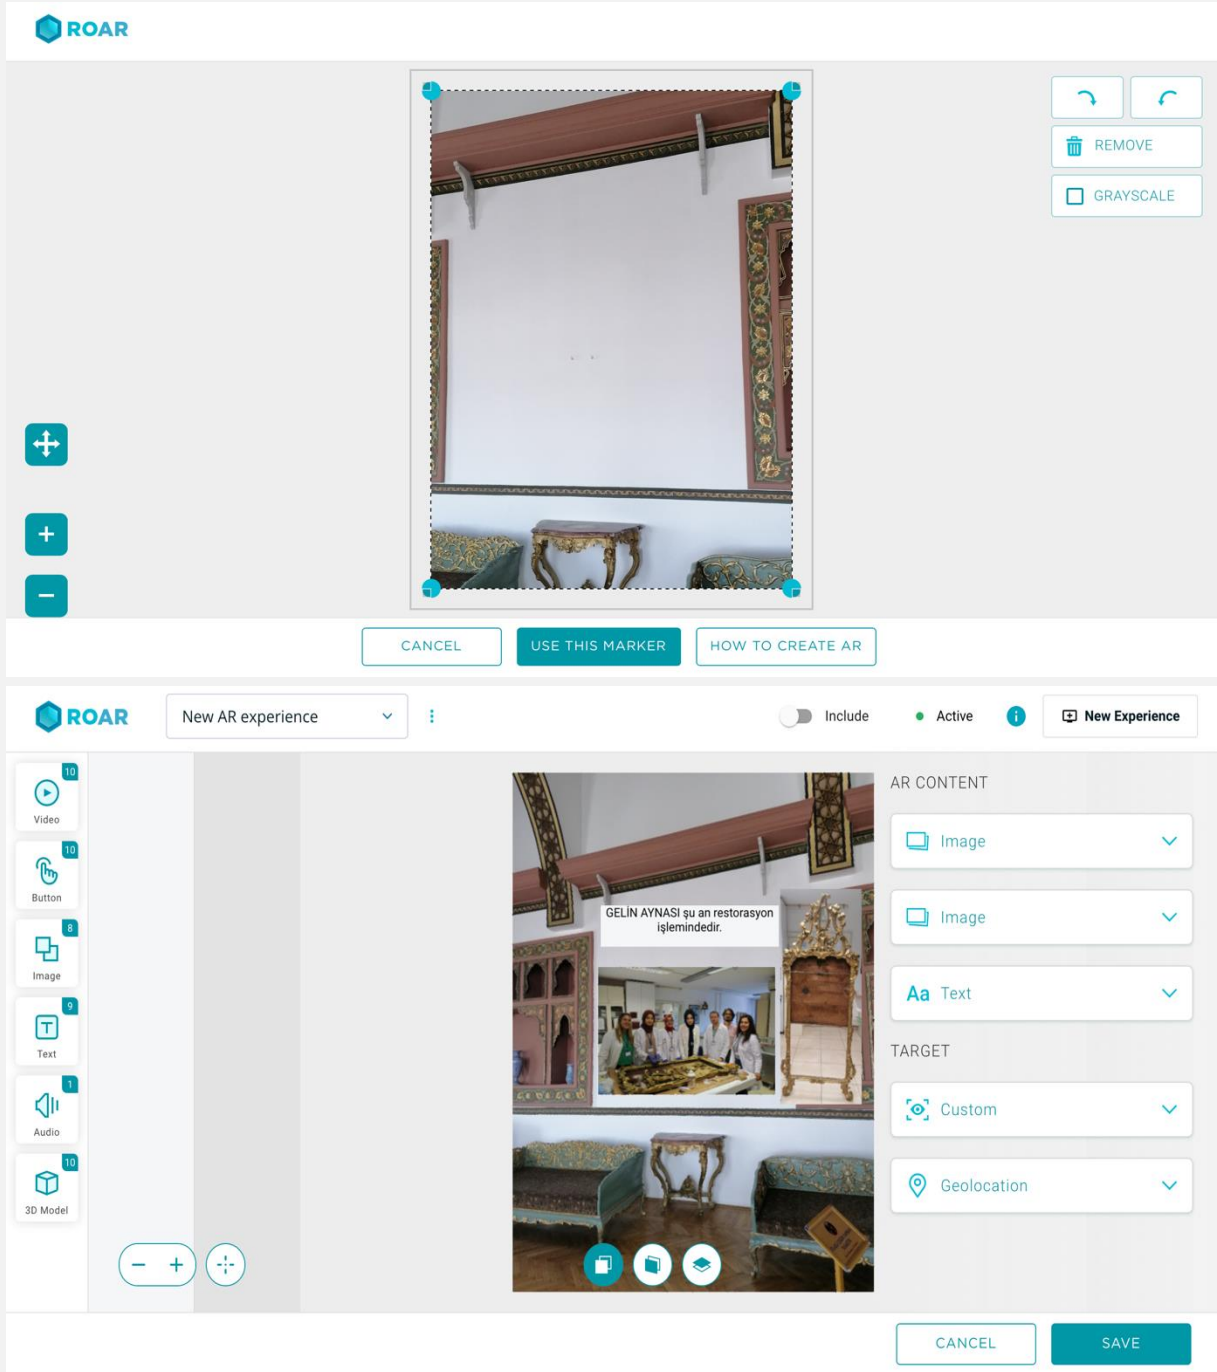 ROAR
REMOVE
GRAYSCALE
CANCEL
USE THIS MARKER
HOW TO CREATE AR
ROAR
New AR experience
Include
Active
New Experience
10
Video
10
Button
8
Image
9
Text
1
Audio
10
3D Model
GELİN AYNASI şu an restorasyon
işlemindedir.
AR CONTENT
Image
Image
Aa Text
TARGET
Custom
Geolocation
CANCEL
SAVE